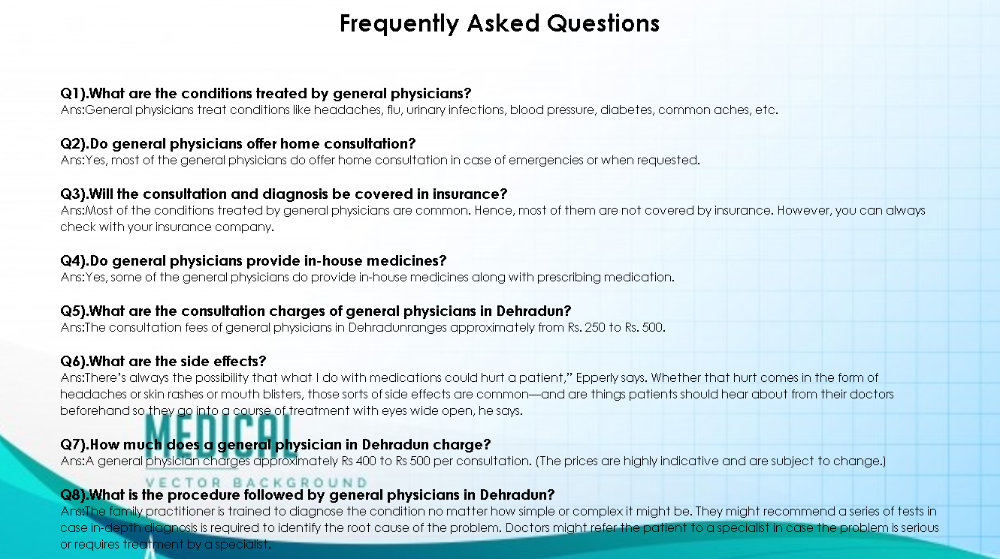 Frequently Asked Questions
Q1).What are the conditions treated by general physicians?
Ans:General physicians treat conditions like headaches, flu, urinary infections, blood pressure, diabetes, common aches, etc.
Q2).Do general physicians offer home consultation?
Ans:Yes, most of the general physicians do offer home consultation in case of emergencies or when requested.
Q3).Will the consultation and diagnosis be covered in insurance?
Ans:Most of the conditions treated by general physicians are common. Hence, most of them are not covered by insurance. However, you can always
check with your insurance company.
Q4).Do general physicians provide in-house medicines?
Ans:Yes, some of the general physicians do provide in-house medicines along with prescribing medication.
Q5).What are the consultation charges of general physicians in Dehradun?
Ans:The consultation fees of general physicians in Dehradunranges approximately from Rs. 250 to Rs. 500.
Q6).What are the side effects?
Ans:There’s always the possibility that what I do with medications could hurt a patient,” Epperly says. Whether that hurt comes in the form of
headaches or skin rashes or mouth blisters, those sorts of side effects are common—and are things patients should hear about from their doctors
beforehand so they go into a course of treatment with eyes wide open, he says.
MEDICAL
Q7).How much does a general physician in Dehradun charge?
Ans:A general physician charges approximately Rs 400 to Rs 500 per consultation. (The prices are highly indicative and are subject to change.)
VECTOR BACKGROUND
Q8).What is the procedure followed by general physicians in Dehradun?
Ans:The family practitioner is trained to diagnose the condition no matter how simple or complex it might be. They might recommend a series of tests in
case in-depth diagnosis is required to identify the root cause of the problem. Doctors might refer the patient to a specialist in case the problem is serious
or requires treatment by a specialist.